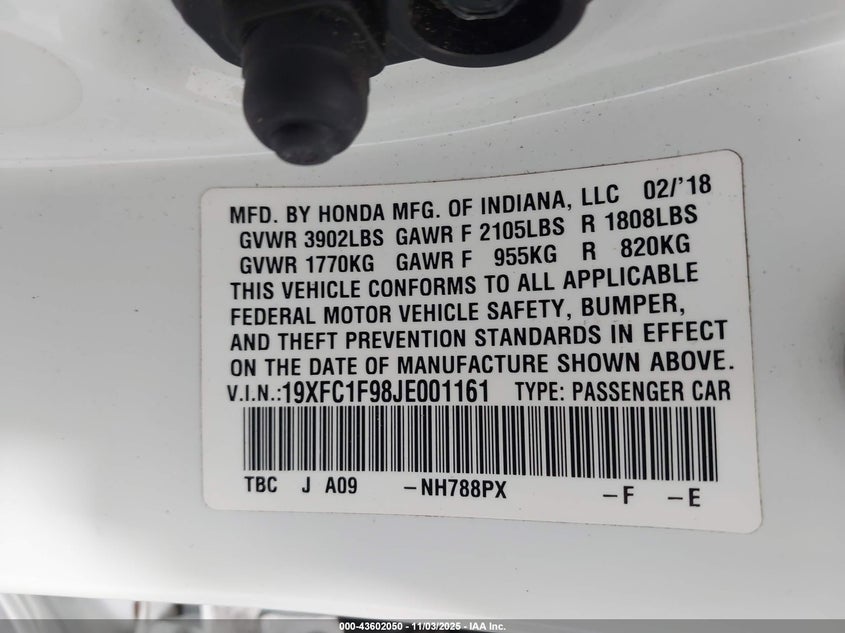 MFD. BY HONDA MFG. OF INDIANA, LLC 02/'18
GVWR 3902LBS GAWR F 2105LBS R 1808LBS
GVWR 1770KG GAWR F 955KG R 820KG
THIS VEHICLE CONFORMS TO ALL APPLICABLE
FEDERAL MOTOR VEHICLE SAFETY, BUMPER,
AND THEFT PREVENTION STANDARDS IN EFFECT
ON THE DATE OF MANUFACTURE SHOWN ABOVE.
V.I.N.:19XFC1F98JE001161 TYPE: PASSENGER CAR
TBC J A09 –NH788PX –F –E
000-43602050 - 11/03/2025 - IAA Inc.